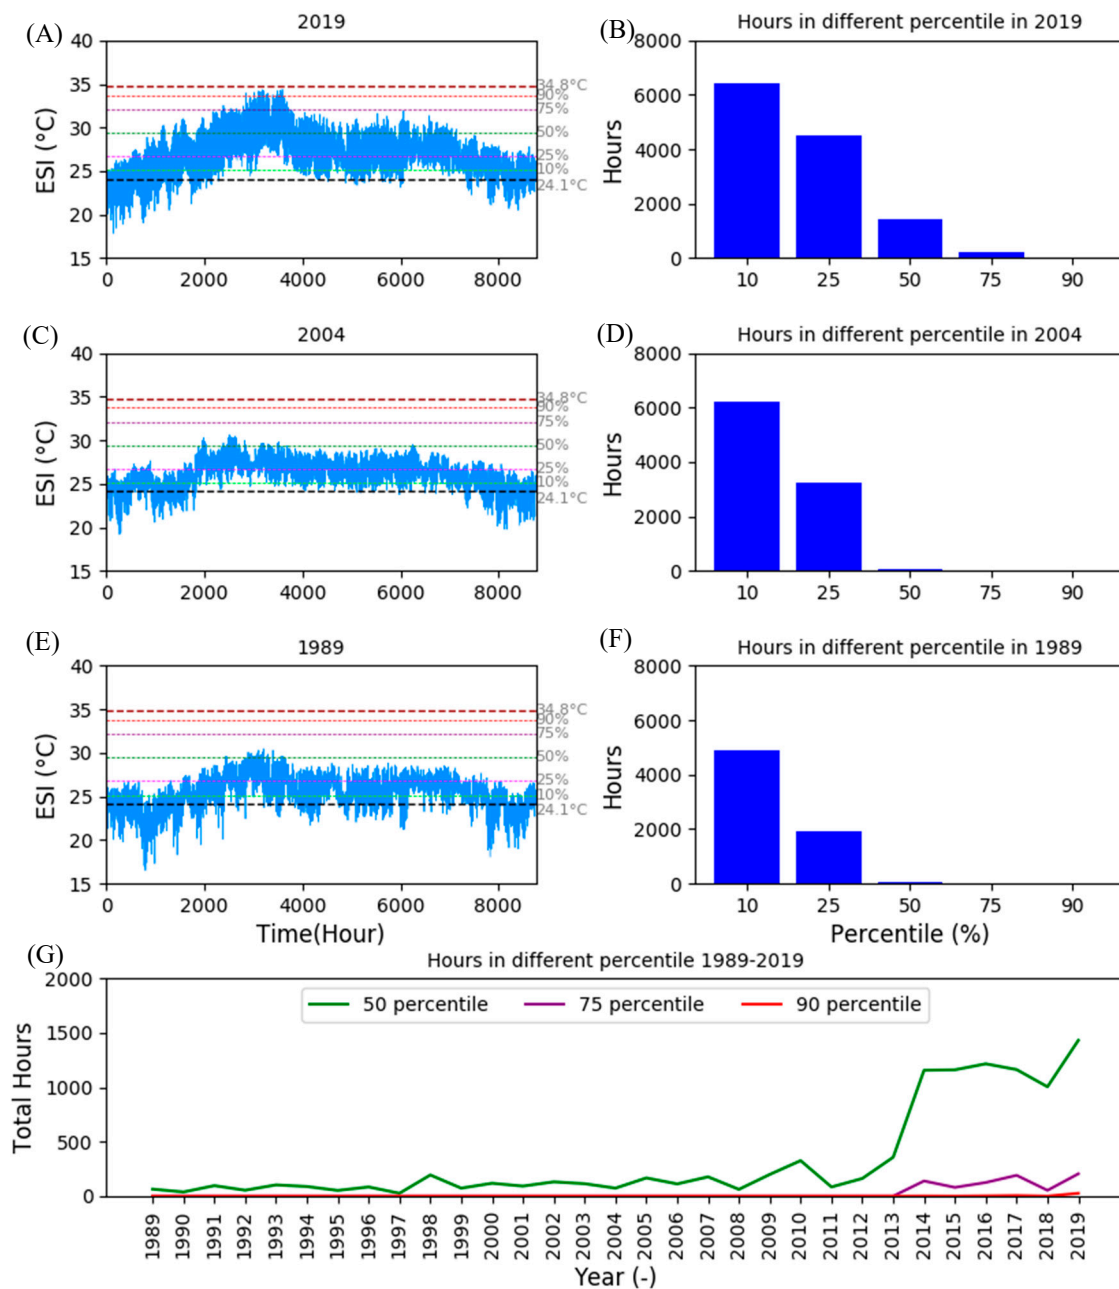 (A)
2019
40
35
30
25
20
15
ESI (°C)
34.8°C
90%
75%
50%
25%
10%
24.1°C
0 2000 4000 6000 8000
(B)
Hours in different percentile in 2019
8000
6000
4000
2000
0
Hours
10 25 50 75 90
(C)
2004
40
35
30
25
20
15
ESI (°C)
34.8°C
90%
75%
50%
25%
10%
24.1°C
0 2000 4000 6000 8000
(D)
Hours in different percentile in 2004
8000
6000
4000
2000
0
Hours
10 25 50 75 90
(E)
1989
40
35
30
25
20
15
ESI (°C)
34.8°C
90%
75%
50%
25%
10%
24.1°C
0 2000 4000 6000 8000
Time(Hour)
(F)
Hours in different percentile in 1989
8000
6000
4000
2000
0
Hours
10 25 50 75 90
Percentile (%)
(G)
Hours in different percentile 1989-2019
50 percentile 75 percentile 90 percentile
2000
1500
1000
500
0
Total Hours
1989 1990 1991 1992 1993 1994 1995 1996 1997 1998 1999 2000 2001 2002 2003 2004 2005 2006 2007 2008 2009 2010 2011 2012 2013 2014 2015 2016 2017 2018 2019
Year (-)